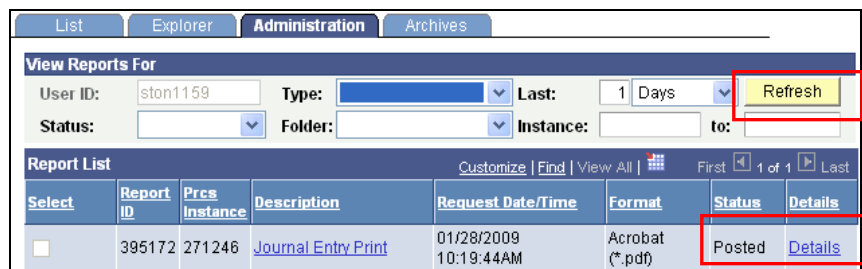 List Explorer Administration Archives
View Reports For
User ID: ston1159 Type: Last: 1 Days Refresh
Status: Folder: Instance: to:
Report List Customize | Find | View All | First 1 of 1 Last
Select Report ID Prcs Instance Description Request Date/Time Format Status Details
395172 271246 Journal Entry Print 01/28/2009 10:19:44AM Acrobat (*.pdf) Posted Details